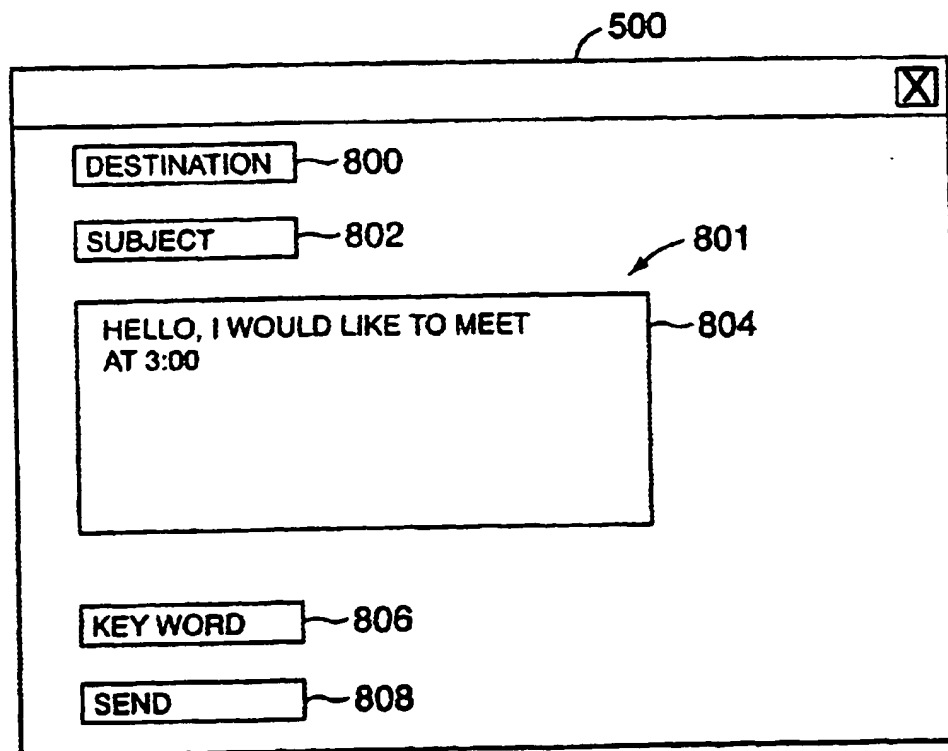 500
X
DESTINATION 800
SUBJECT 802
801
HELLO, I WOULD LIKE TO MEET
AT 3:00
804
KEY WORD 806
SEND 808